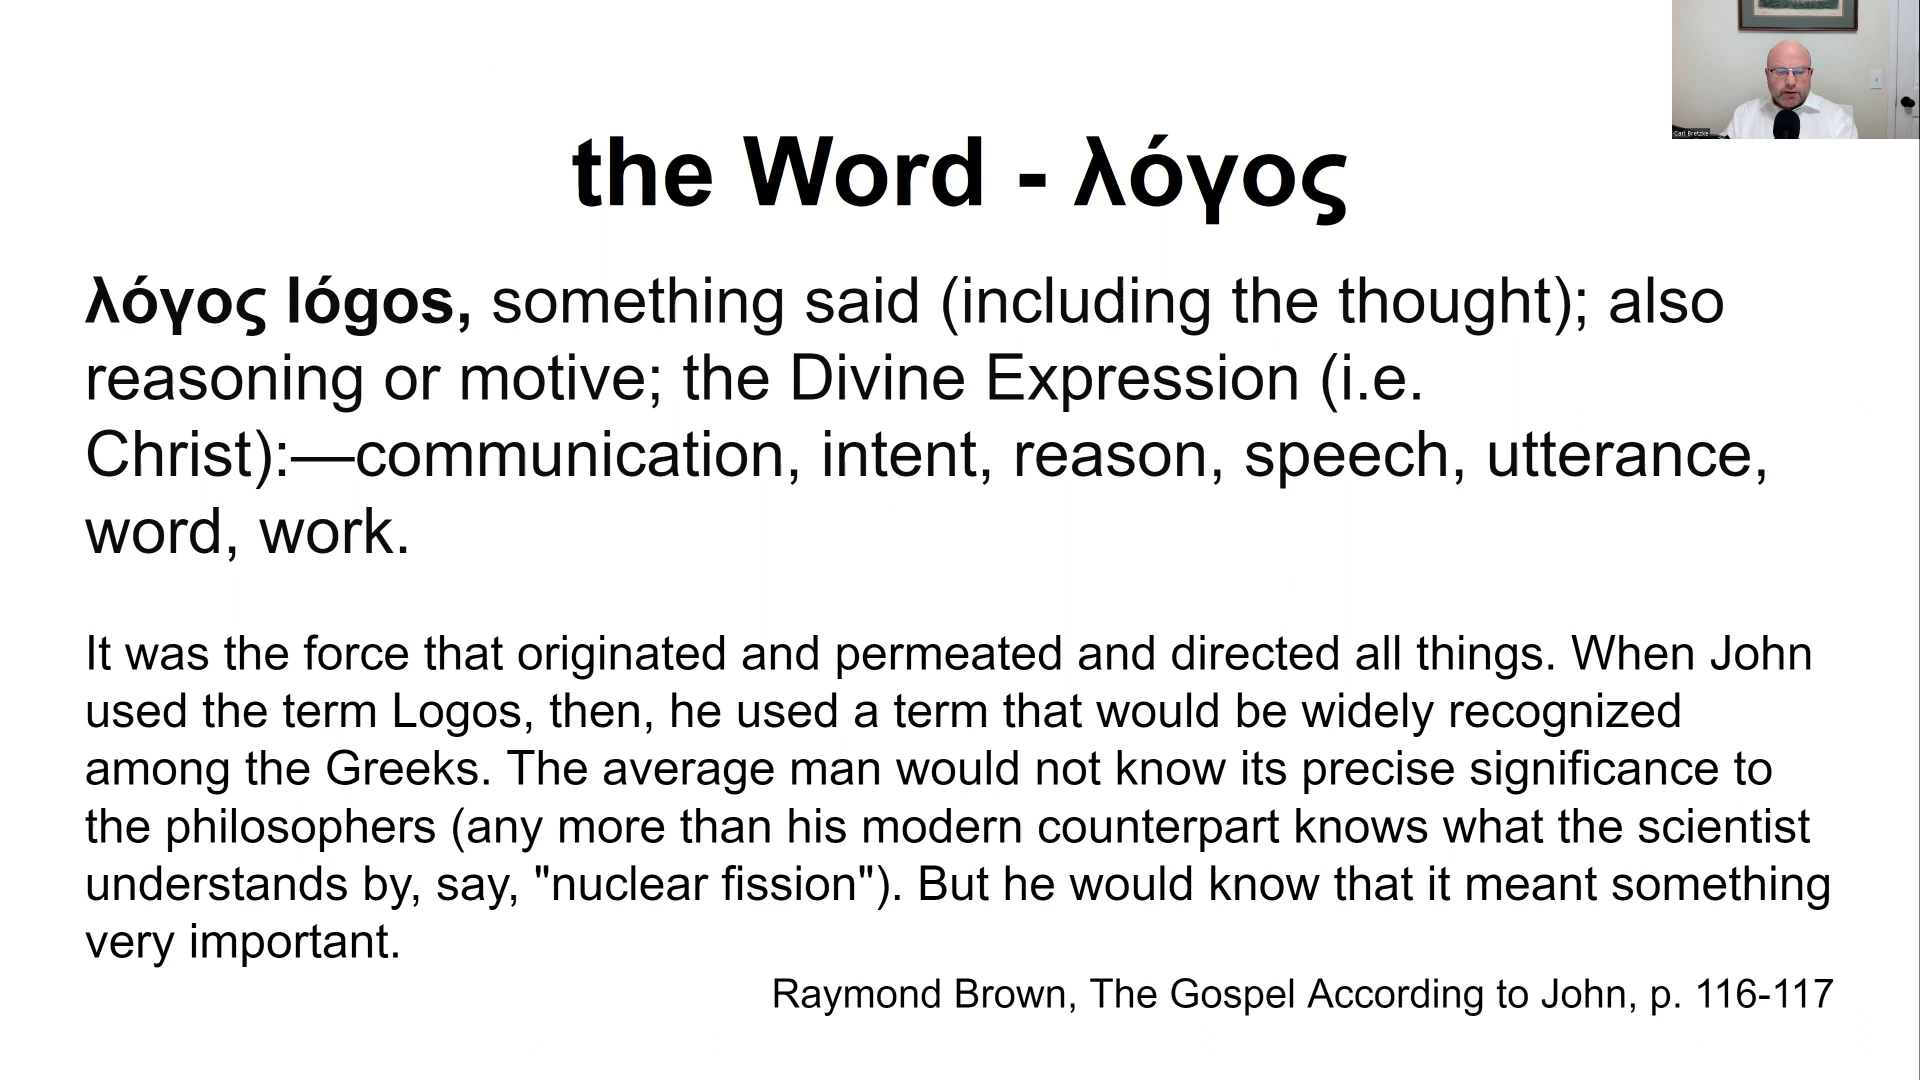 Carl Bretzke
the Word - λόγος
λόγος lógos, something said (including the thought); also
reasoning or motive; the Divine Expression (i.e.
Christ):—communication, intent, reason, speech, utterance,
word, work.
It was the force that originated and permeated and directed all things. When John
used the term Logos, then, he used a term that would be widely recognized
among the Greeks. The average man would not know its precise significance to
the philosophers (any more than his modern counterpart knows what the scientist
understands by, say, "nuclear fission"). But he would know that it meant something
very important.
Raymond Brown, The Gospel According to John, p. 116-117